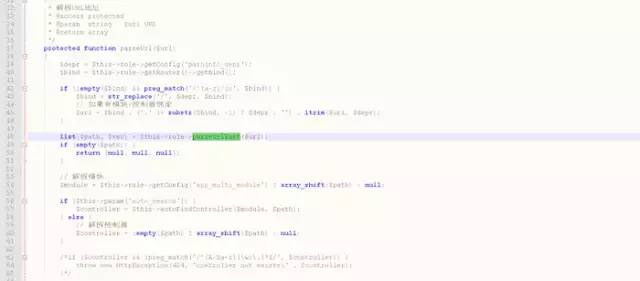 * 解析URL地址
* @access protected
* @param string $url URL
* @return array
*/
protected function parseUrl($url)
{
$depr = $this->rule->getConfig('pathinfo_depr');
$bind = $this->rule->getRouter()->getBind();
if (!empty($bind) && preg_match('/^[a-z]/is', $bind)) {
$bind = str_replace('/', $depr, $bind);
// 如果有模块/控制器绑定
$url = $bind . ('.' != substr($bind, -1) ? $depr : '') . ltrim($url, $depr);
}
list($path, $var) = $this->rule->parseUrlPath($url);
if (empty($path)) {
return [null, null, null];
}
// 解析模块
$module = $this->rule->getConfig('app_multi_module') ? array_shift($path) : null;
if ($this->param['auto_search']) {
$controller = $this->autoFindController($module, $path);
} else {
// 解析控制器
$controller = !empty($path) ? array_shift($path) : null;
}
/*if ($controller && !preg_match('/^[A-Za-z](\w|\.)*$/', $controller)) {
throw new HttpException(404, 'controller not exists:' . $controller);
}*/